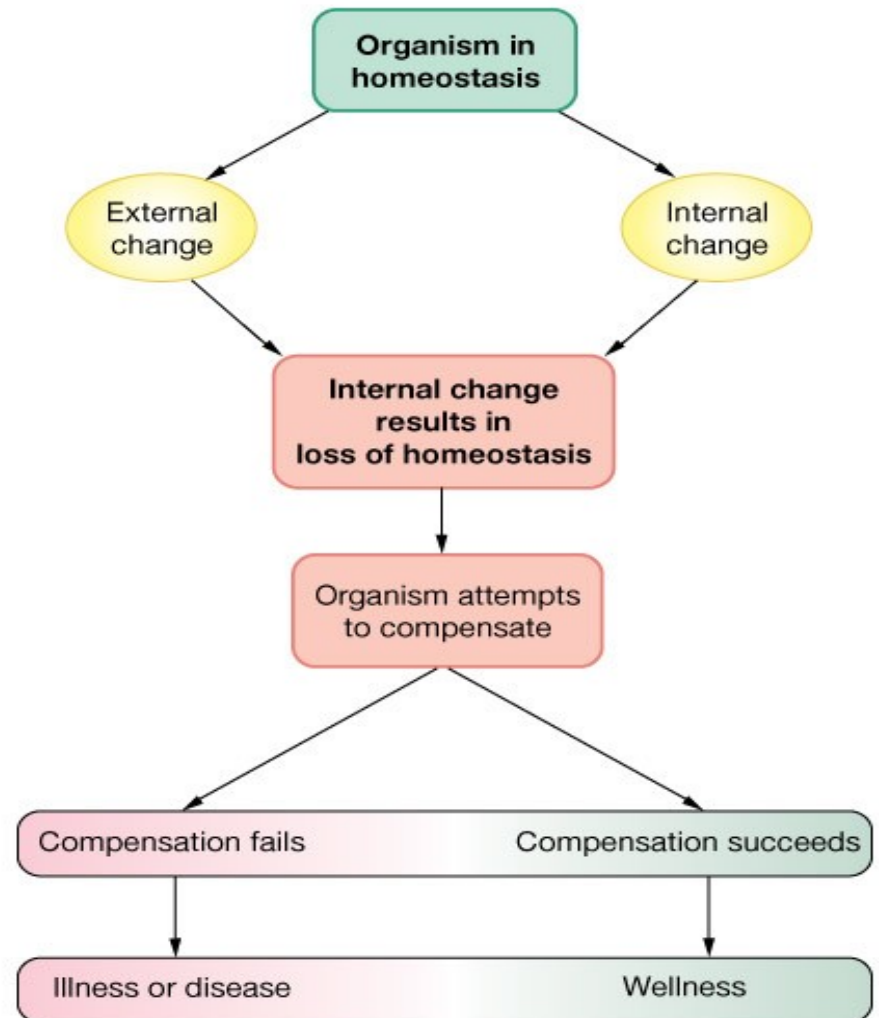 Organism in
homeostasis
External
change
Internal
change
Internal change
results in
loss of homeostasis
Organism attempts
to compensate
Compensation fails
Compensation succeeds
Illness or disease
Wellness